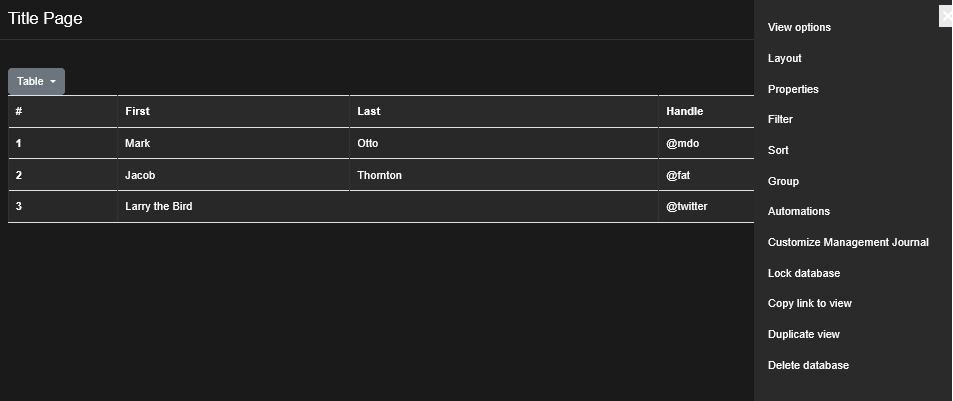 Title Page
Table
# First Last Handle
1 Mark Otto @mdo
2 Jacob Thornton @fat
3 Larry the Bird @twitter
View options
Layout
Properties
Filter
Sort
Group
Automations
Customize Management Journal
Lock database
Copy link to view
Duplicate view
Delete database